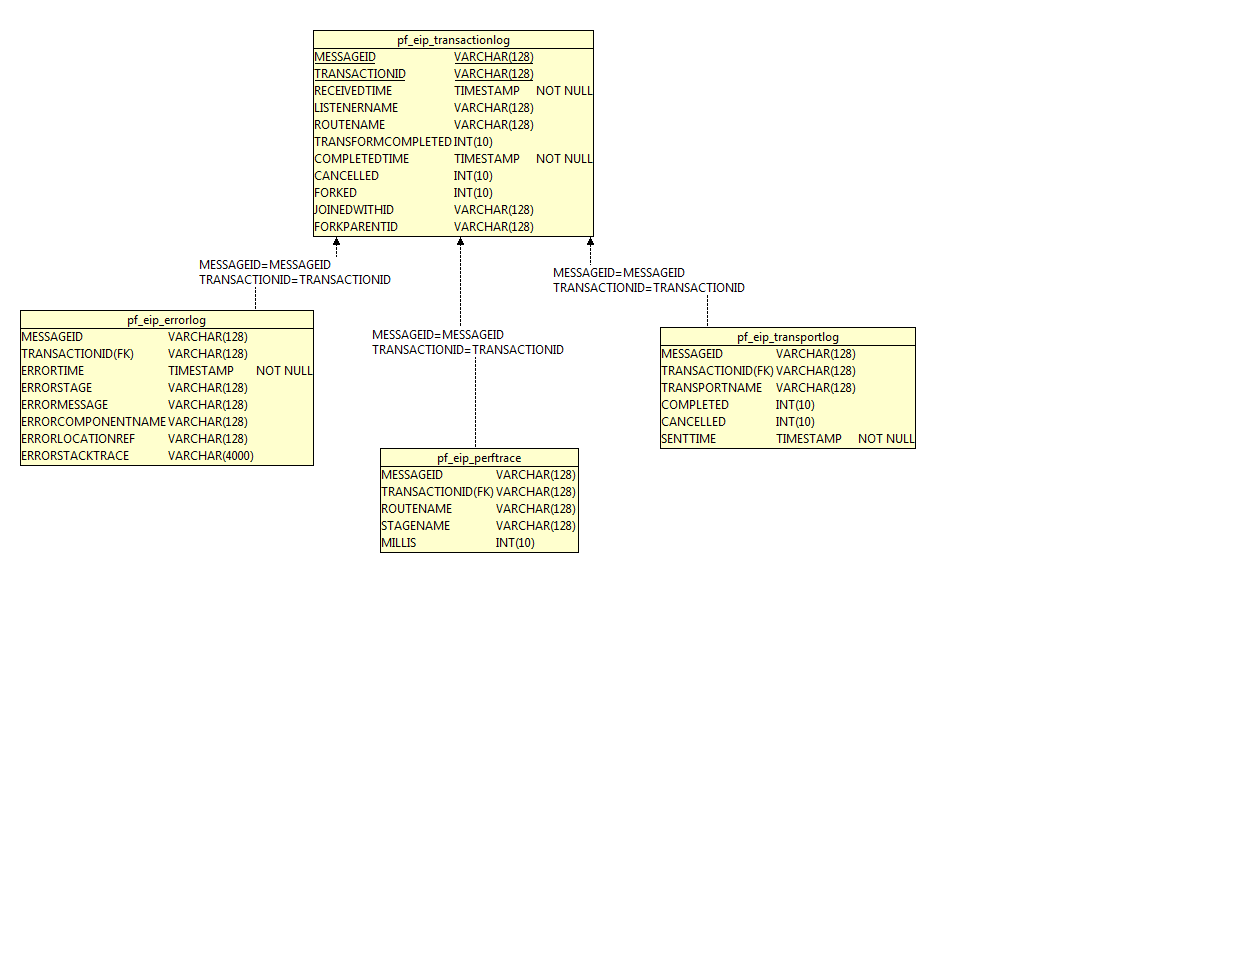 pf_eip_transactionlog
MESSAGEID VARCHAR(128)
TRANSACTIONID VARCHAR(128)
RECEIVEDTIME TIMESTAMP NOT NULL
LISTENERNAME VARCHAR(128)
ROUTENAME VARCHAR(128)
TRANSFORMCOMPLETED INT(10)
COMPLETEDTIME TIMESTAMP NOT NULL
CANCELLED INT(10)
FORKED INT(10)
JOINEDWITHID VARCHAR(128)
FORKPARENTID VARCHAR(128)
MESSAGEID=MESSAGEID
TRANSACTIONID=TRANSACTIONID
MESSAGEID=MESSAGEID
TRANSACTIONID=TRANSACTIONID
MESSAGEID=MESSAGEID
TRANSACTIONID=TRANSACTIONID
pf_eip_errorlog
MESSAGEID VARCHAR(128)
TRANSACTIONID(FK) VARCHAR(128)
ERRORTIME TIMESTAMP NOT NULL
ERRORSTAGE VARCHAR(128)
ERRORMESSAGE VARCHAR(128)
ERRORCOMPONENTNAME VARCHAR(128)
ERRORLOCATIONREF VARCHAR(128)
ERRORSTACKTRACE VARCHAR(4000)
pf_eip_perftrace
MESSAGEID VARCHAR(128)
TRANSACTIONID(FK) VARCHAR(128)
ROUTENAME VARCHAR(128)
STAGENAME VARCHAR(128)
MILLIS INT(10)
pf_eip_transportlog
MESSAGEID VARCHAR(128)
TRANSACTIONID(FK) VARCHAR(128)
TRANSPORTNAME VARCHAR(128)
COMPLETED INT(10)
CANCELLED INT(10)
SENTTIME TIMESTAMP NOT NULL